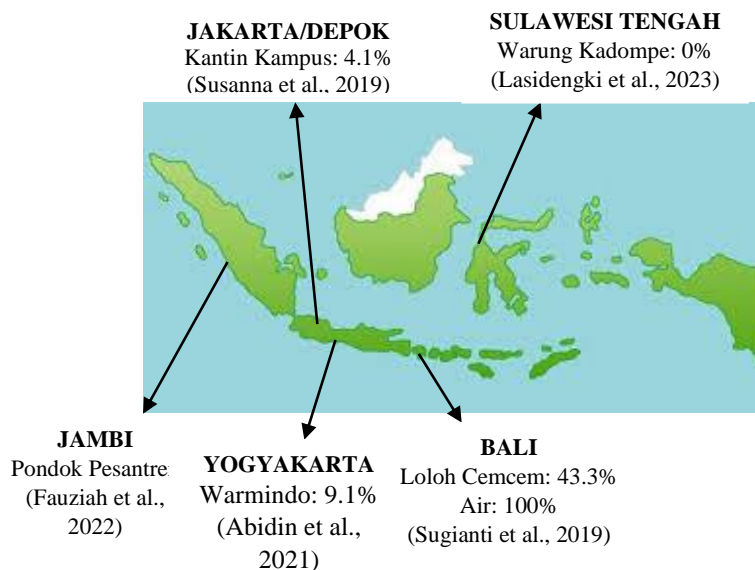 JAKARTA/DEPOK
Kantin Kampus: 4.1%
(Susanna et al., 2019)
SULAWESI TENGAH
Warung Kadompe: 0%
(Lasidengki et al., 2023)
JAMBI
Pondok Pesantre
(Fauziah et al.,
2022)
YOGYAKARTA
Warmindo: 9.1%
(Abidin et al.,
2021)
BALI
Loloh Cemcem: 43.3%
Air: 100%
(Sugianti et al., 2019)